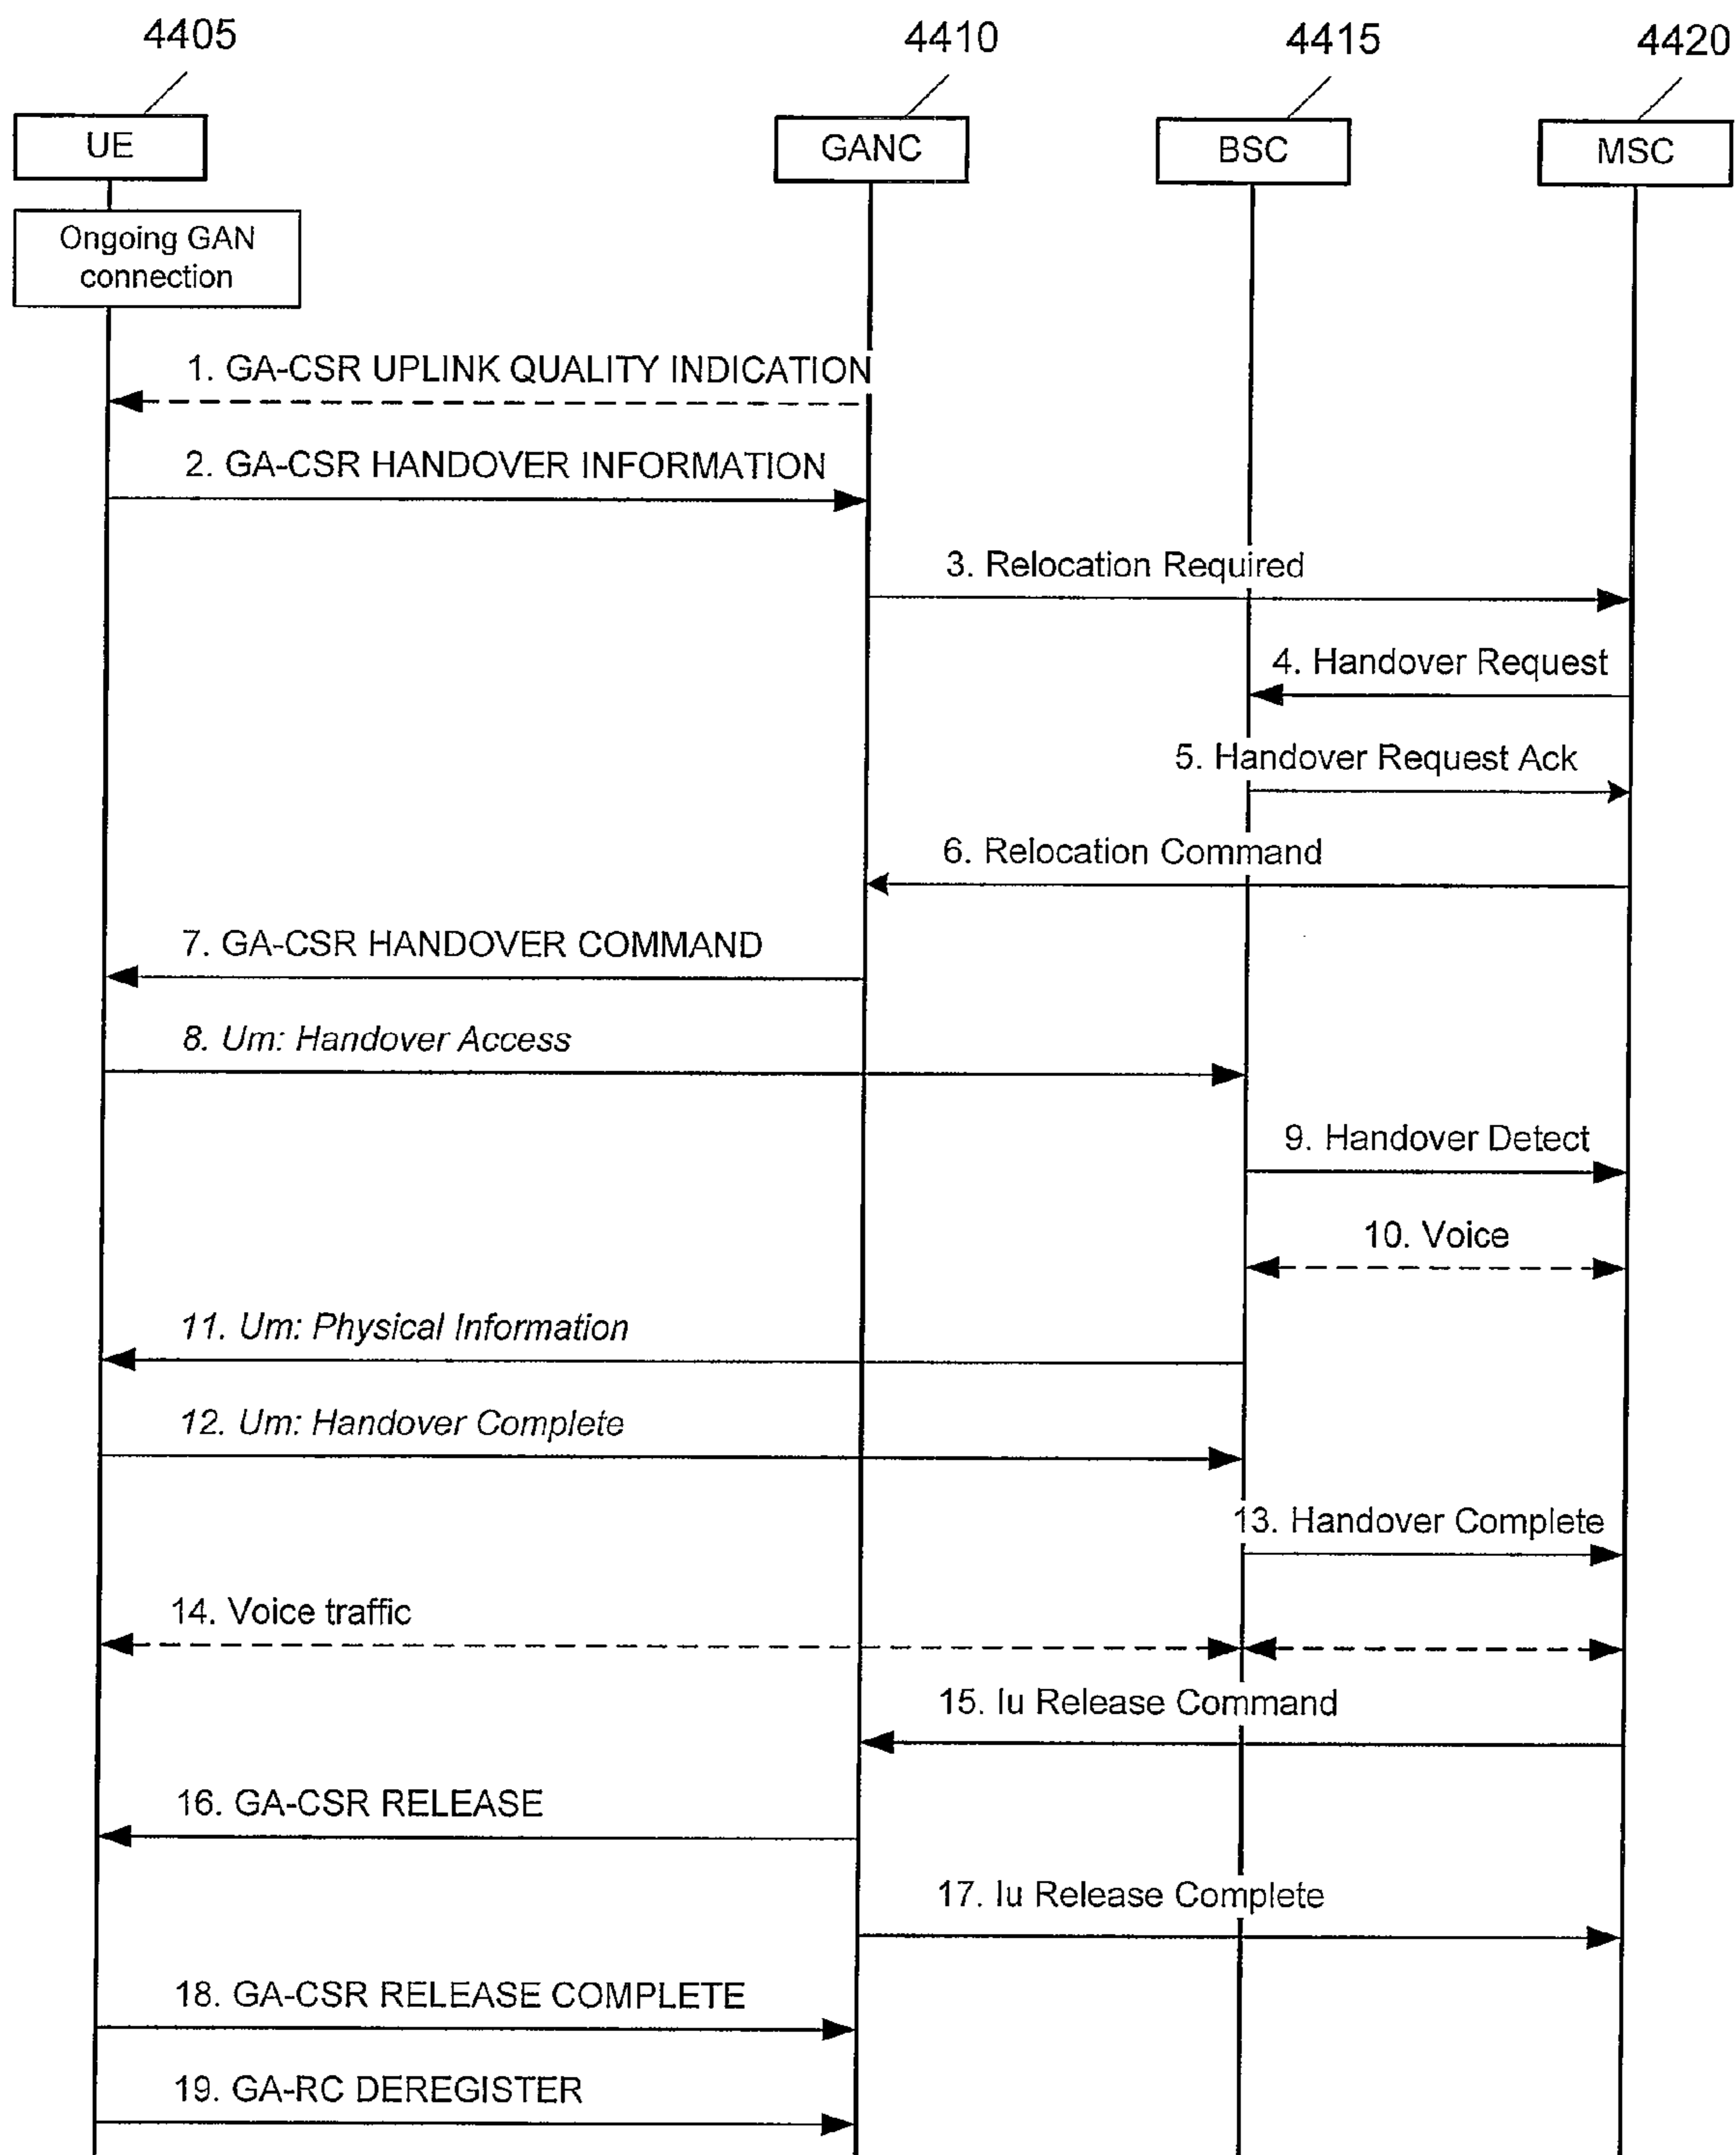 4405
4410
4415
4420
UE
GANC
BSC
MSC
Ongoing GAN
connection
1. GA-CSR UPLINK QUALITY INDICATION
2. GA-CSR HANDOVER INFORMATION
3. Relocation Required
4. Handover Request
5. Handover Request Ack
6. Relocation Command
7. GA-CSR HANDOVER COMMAND
8. Um: Handover Access
9. Handover Detect
10. Voice
11. Um: Physical Information
12. Um: Handover Complete
13. Handover Complete
14. Voice traffic
15. Iu Release Command
16. GA-CSR RELEASE
17. Iu Release Complete
18. GA-CSR RELEASE COMPLETE
19. GA-RC DEREGISTER